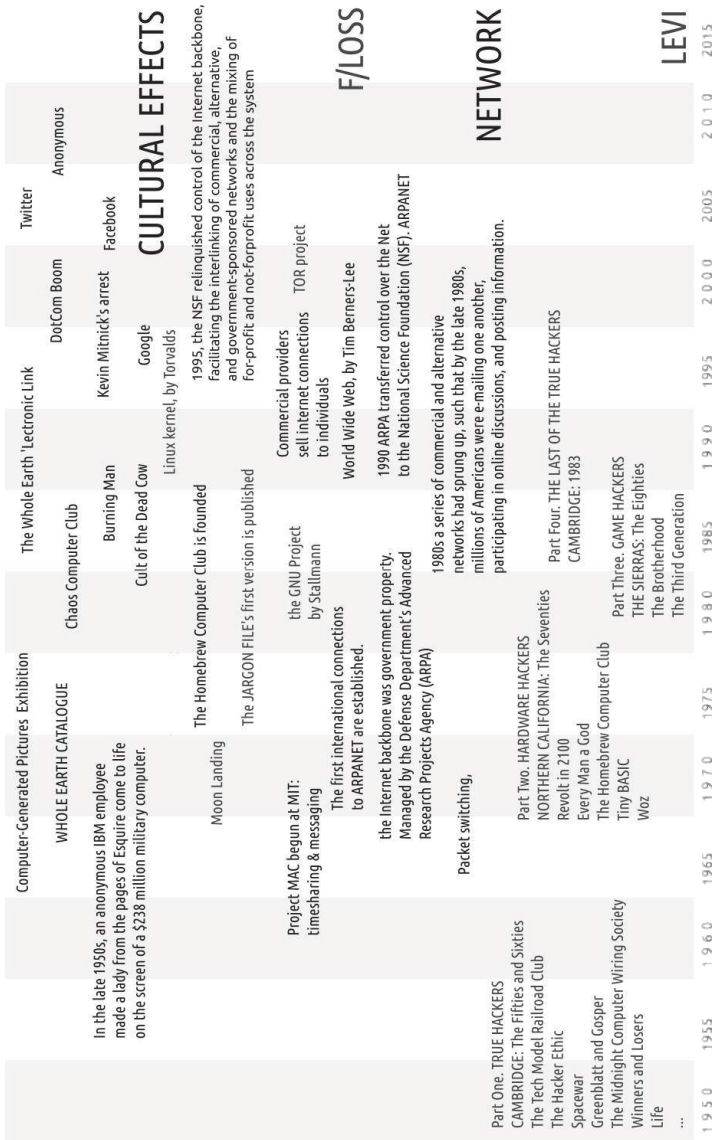 Computer-Generated Pictures Exhibition
The Whole Earth 'Lectronic Link
Twitter
WHOLE EARTH CATALOGUE
Chaos Computer Club
DotCom Boom
Anonymous
In the late 1950s, an anonymous IBM employee
made a lady from the pages of Esquire come to life
on the screen of a $238 million military computer.
Burning Man
Kevin Mitnick's arrest
Facebook
Cult of the Dead Cow
Google
CULTURAL EFFECTS
Linux kernel, by Torvalds
The Homebrew Computer Club is founded
1995, the NSF relinquished control of the Internet backbone,
facilitating the interlinking of commercial, alternative,
and government-sponsored networks and the mixing of
for-profit and not-forprofit uses across the system
Moon Landing
The JARGON FILE's first version is published
Project MAC begun at MIT:
timesharing & messaging
the GNU Project
by Stallmann
Commercial providers
sell internet connections
to individuals
TOR project
F/LOSS
The first international connections
to ARPANET are established.
World Wide Web, by Tim Berners-Lee
the Internet backbone was government property.
Managed by the Defense Department's Advanced
Research Projects Agency (ARPA)
1990 ARPA transferred control over the Net
to the National Science Foundation (NSF). ARPANET
1980s a series of commercial and alternative
networks had sprung up, such that by the late 1980s,
millions of Americans were e-mailing one another,
participating in online discussions, and posting information.
Packet switching,
NETWORK
Part One. TRUE HACKERS
CAMBRIDGE: The Fifties and Sixties
The Tech Model Railroad Club
The Hacker Ethic
Spacewar
Greenblatt and Gosper
The Midnight Computer Wiring Society
Winners and Losers
Life
...
Part Two. HARDWARE HACKERS
NORTHERN CALIFORNIA: The Seventies
Revolt in 2100
Every Man a God
The Homebrew Computer Club
Tiny BASIC
Woz
Part Four. THE LAST OF THE TRUE HACKERS
CAMBRIDGE: 1983
Part Three. GAME HACKERS
THE SIERRAS: The Eighties
The Brotherhood
The Third Generation
LEVI
1950 1955 1960 1965 1970 1975 1980 1985 1990 1995 2000 2005 2010 2015